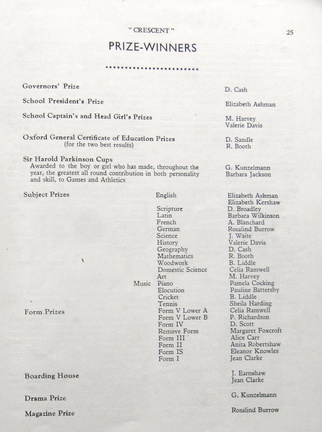 " CRESCENT" 25
PRIZE-WINNERS
Governors' Prize D. Cash
School President's Prize Elizabeth Ashman
School Captain's and Head Girl's Prizes M. Harvey
Valerie Davis
Oxford General Certificate of Education Prizes D. Sandle
(for the two best results) R. Booth
Sir Harold Parkinson Cups
Awarded to the boy or girl who has made, throughout the G. Kunzelmann
year, the greatest all round contribution in both personality Barbara Jackson
and skill, to Games and Athletics
Subject Prizes English Elizabeth Ashman
Elizabeth Kershaw
Scripture D. Broadley
Latin Barbara Wilkinson
French A. Blanchard
German Rosalind Burrow
Science J. Waite
History Valerie Davis
Geography D. Cash
Mathematics R. Booth
Woodwork B. Liddle
Domestic Science Celia Ramwell
Art M. Harvey
Music Piano Pamela Cocking
Elocution Pauline Battersby
Cricket B. Liddle
Tennis Sheila Harding
Form Prizes Form V Lower A Celia Ramwell
Form V Lower B P. Richardson
Form IV D. Scott
Remove Form Margaret Foxcroft
Form III Alice Carr
Form II Anita Robertshaw
Form IS Eleanor Knowles
Form I Jean Clarke
Boarding House J. Earnshaw
Jean Clarke
Drama Prize G. Kunzelmann
Magazine Prize Rosalind Burrow